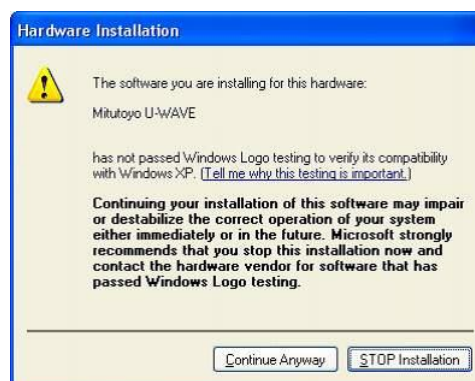 Hardware Installation
The software you are installing for this hardware:
Mitutoyo U-WAVE
has not passed Windows Logo testing to verify its compatibility
with Windows XP. (Tell me why this testing is important.)
Continuing your installation of this software may impair
or destabilize the correct operation of your system
either immediately or in the future. Microsoft strongly
recommends that you stop this installation now and
contact the hardware vendor for software that has
passed Windows Logo testing.
Continue Anyway
STOP Installation